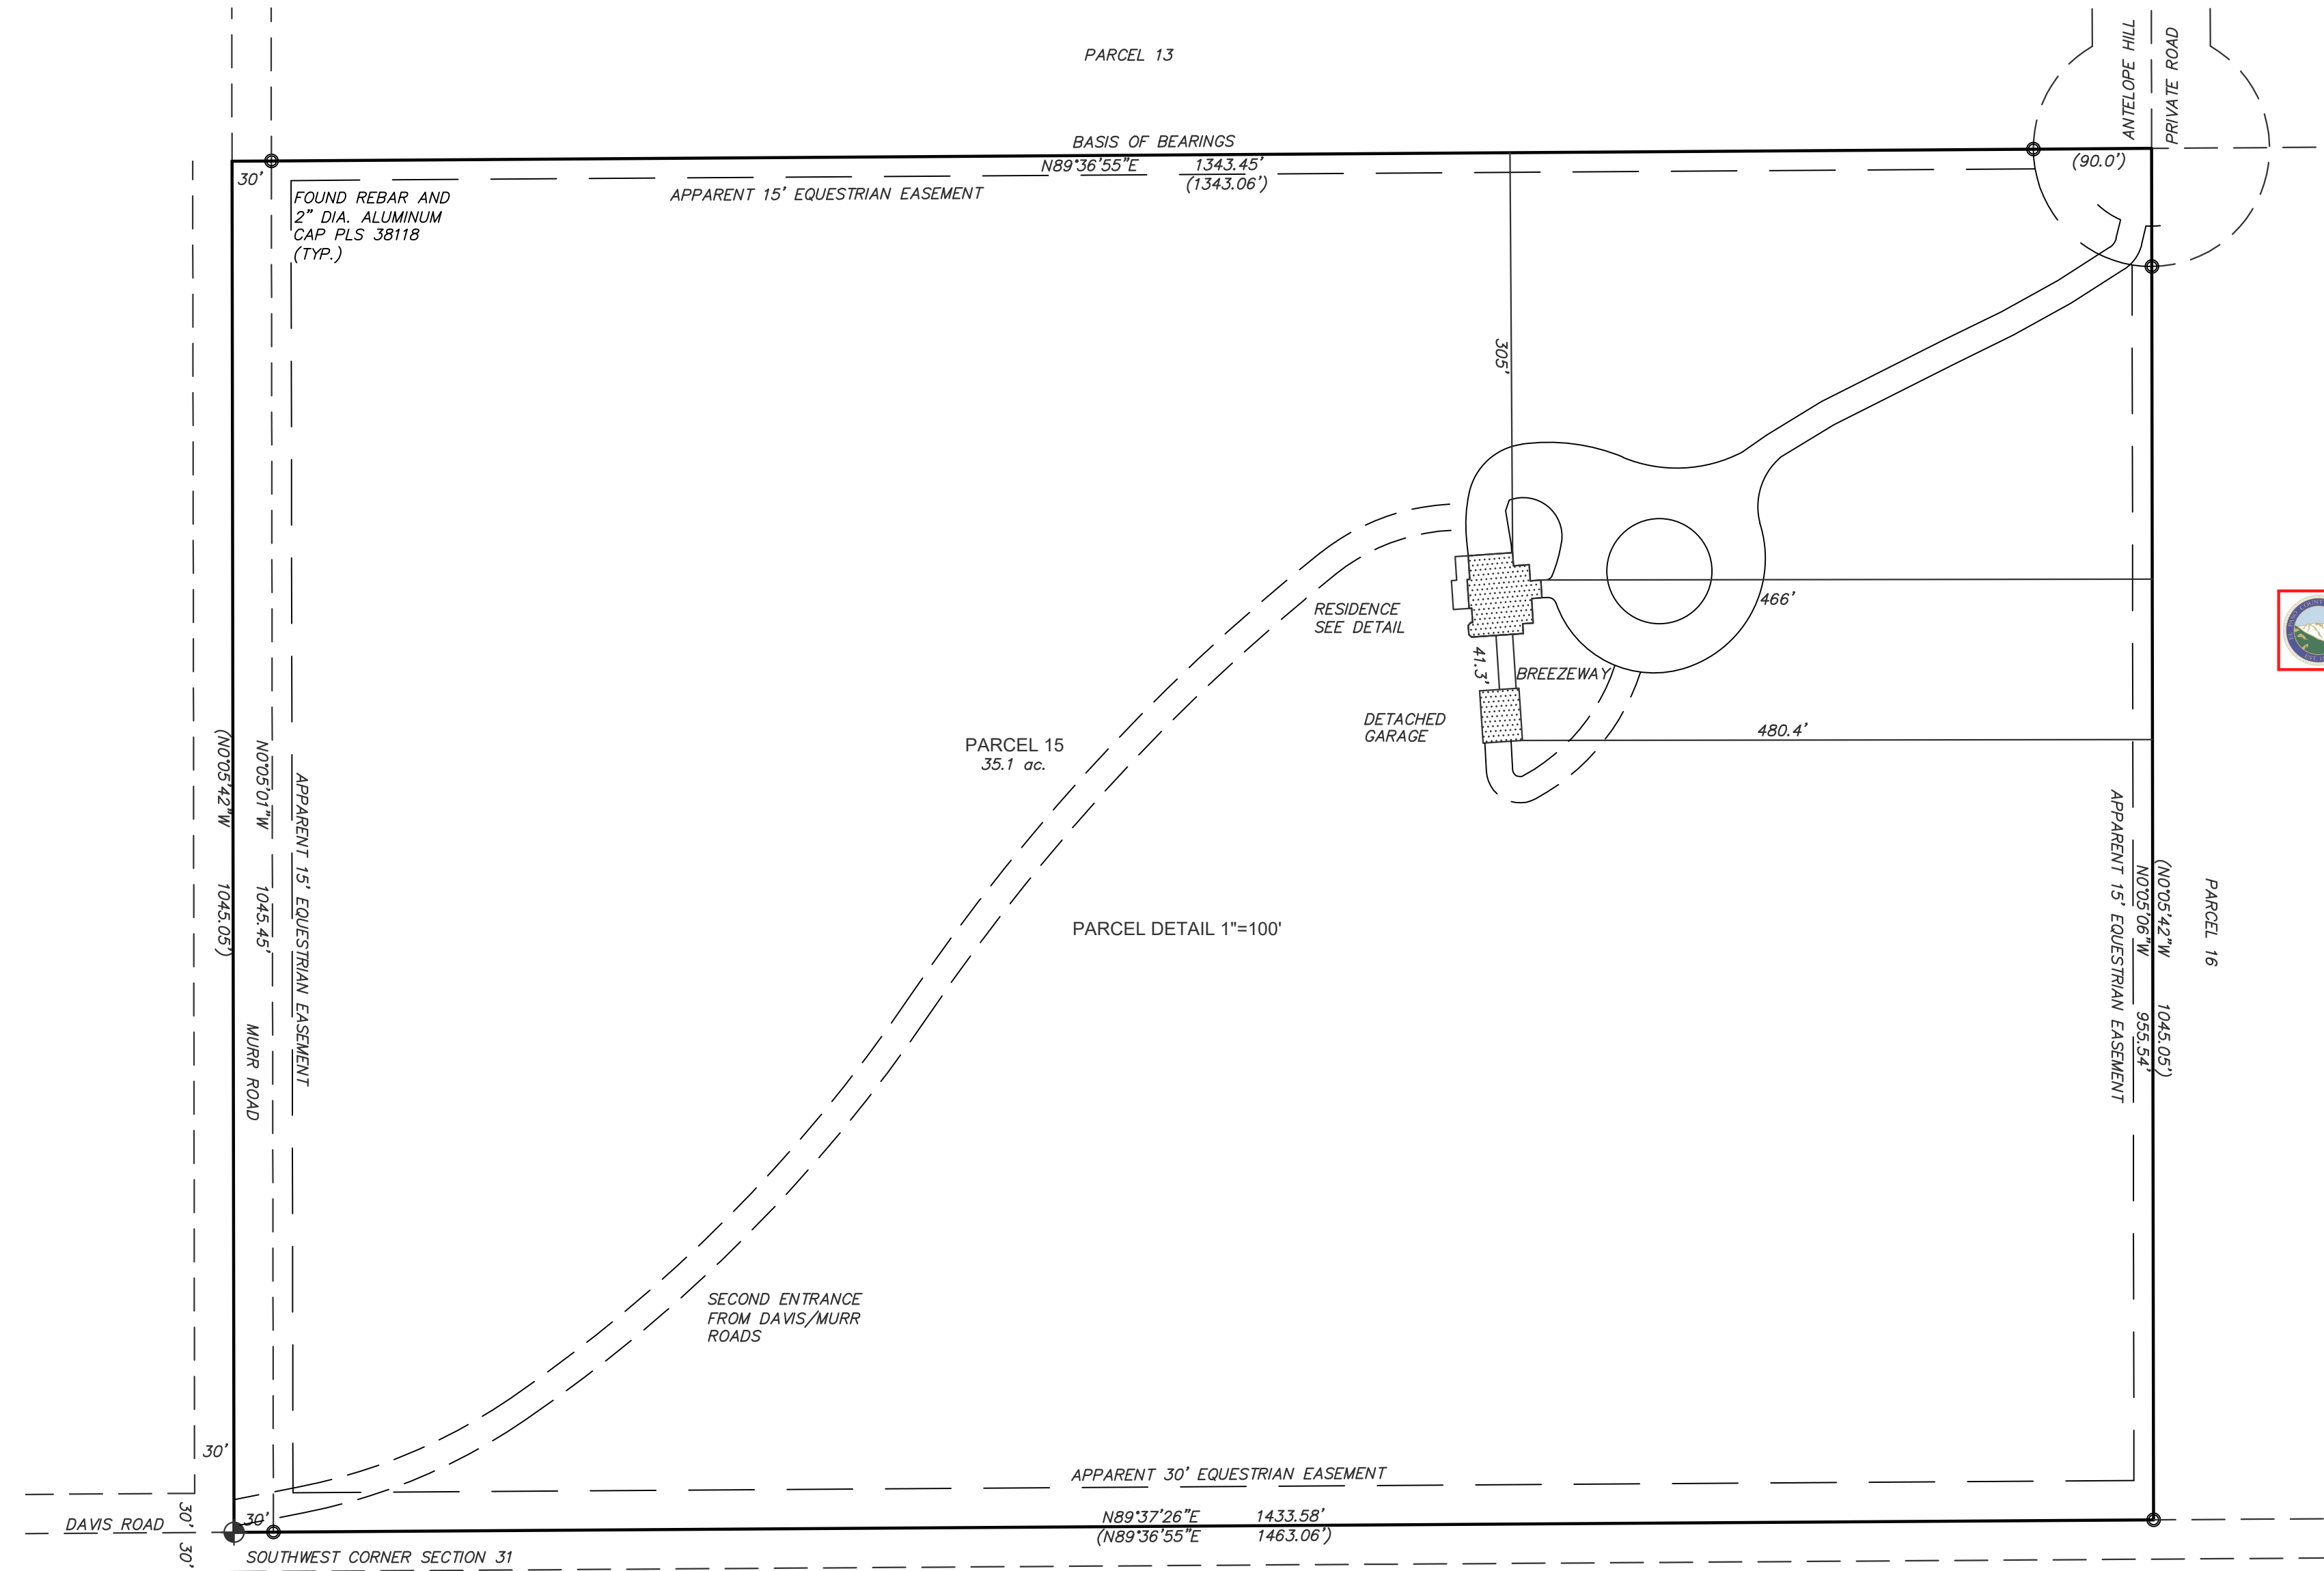 PARCEL 13
ANTELOPE HILL
PRIVATE ROAD
BASIS OF BEARINGS
N89°36'55"E 1343.45'
(1343.06')
(90.0')
30'
APPARENT 15' EQUESTRIAN EASEMENT
FOUND REBAR AND
2" DIA. ALUMINUM
CAP PLS 38118
(TYP.)
305'
466'
RESIDENCE
SEE DETAIL
41.3'
BREEZEWAY
DETACHED
GARAGE
480.4'
PARCEL 15
35.1 ac.
PARCEL DETAIL 1"=100'
(N0°05'42"W 1045.05')
N0°05'01"W 1045.45'
MURR ROAD
APPARENT 15' EQUESTRIAN EASEMENT
APPARENT 15' EQUESTRIAN EASEMENT
N0°05'06"W 955.54'
(N0°05'42"W 1045.05')
PARCEL 16
SECOND ENTRANCE
FROM DAVIS/MURR
ROADS
30'
APPARENT 30' EQUESTRIAN EASEMENT
30'
DAVIS ROAD
30'
N89°37'26"E 1433.58'
(N89°36'55"E 1463.06')
30'
SOUTHWEST CORNER SECTION 31